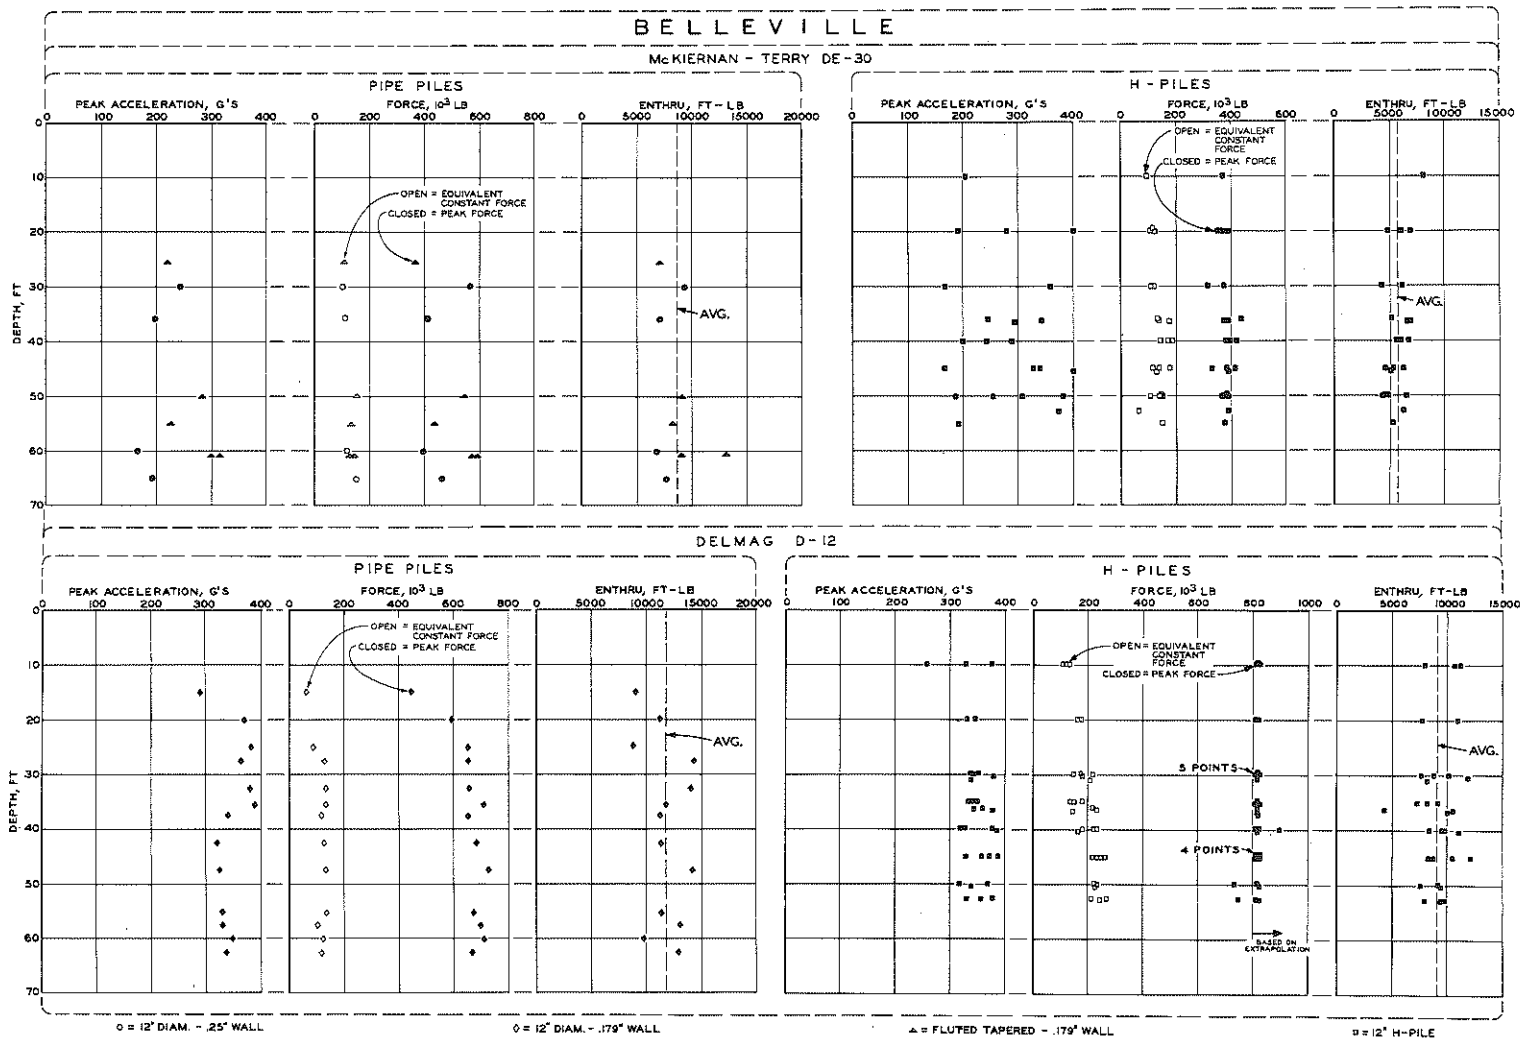 BELLEVILLE
McKIERNAN - TERRY DE-30
PIPE PILES
PEAK ACCELERATION, G'S
FORCE, 10³ LB
ENTHRU, FT-LB
0 200 300 400
0 200 400 600 800
0 5000 10000 15000 20000
DEPTH, FT
0
10
20
30
40
50
60
70
OPEN = EQUIVALENT
CONSTANT FORCE
CLOSED = PEAK FORCE
AVG.
H - PILES
PEAK ACCELERATION, G'S
FORCE, 10³ LB
ENTHRU, FT-LB
0 200 300 400
0 200 400 600
0 5000 10000 15000
OPEN = EQUIVALENT
CONSTANT
FORCE
CLOSED = PEAK FORCE
AVG.
DELMAG D-12
PIPE PILES
PEAK ACCELERATION, G'S
FORCE, 10³ LB
ENTHRU, FT-LB
0 100 200 300 400
0 200 400 600 800
0 5000 10000 15000 20000
DEPTH, FT
0
10
20
30
40
50
60
70
OPEN = EQUIVALENT
CONSTANT FORCE
CLOSED = PEAK FORCE
AVG.
H - PILES
PEAK ACCELERATION, G'S
FORCE, 10³ LB
ENTHRU, FT-LB
0 100 200 300 400
0 200 400 600 800 1000
0 5000 10000 15000
OPEN = EQUIVALENT
CONSTANT
FORCE
CLOSED = PEAK FORCE
5 POINTS
4 POINTS
BASED ON
EXTRAPOLATION
AVG.
O = 12" DIAM. - .25" WALL
◊ = 12" DIAM. - .179" WALL
▲ = FLUTED TAPERED - .179" WALL
□ = 12" H-PILE